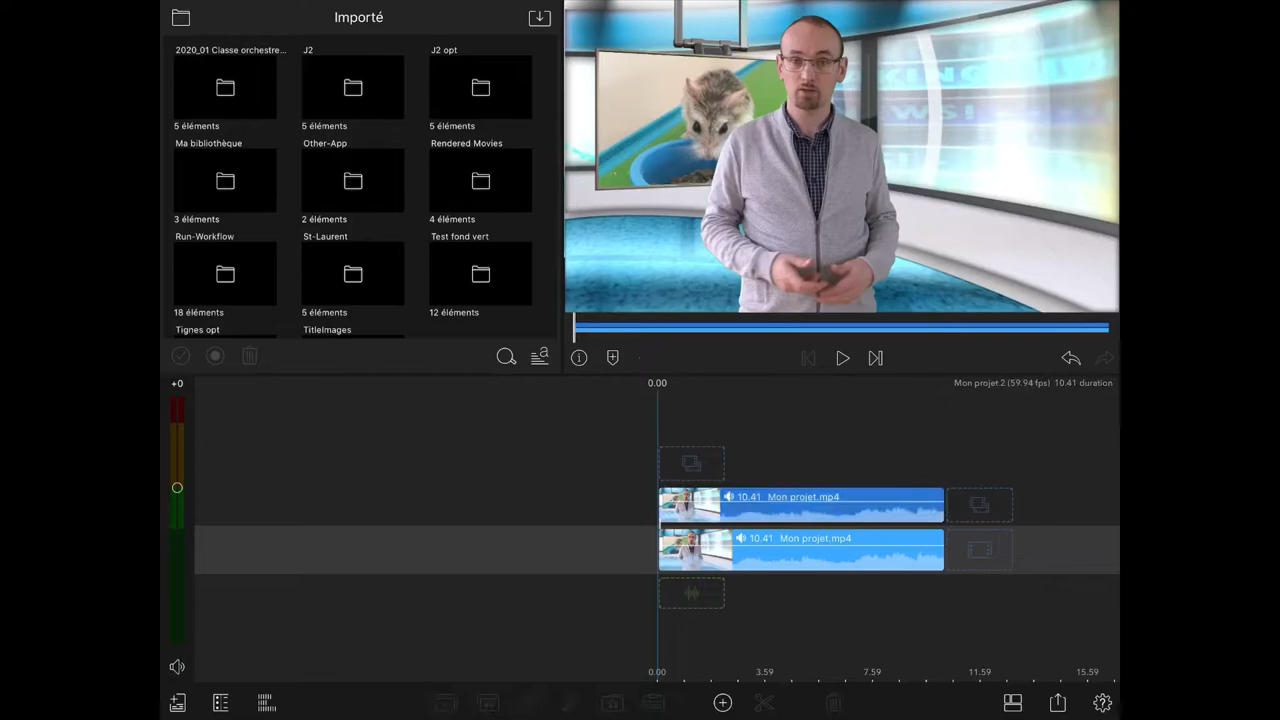 Importé
2020_01 Classe orchestre...
J2
J2 opt
5 éléments
5 éléments
5 éléments
Ma bibliothèque
Other-App
Rendered Movies
3 éléments
2 éléments
4 éléments
Run-Workflow
St-Laurent
Test fond vert
18 éléments
5 éléments
12 éléments
Tignes opt
TitleImages
+0
0.00
Mon projet.2 (59.94 fps) 10.41 duration
10.41 Mon projet.mp4
10.41 Mon projet.mp4
0.00
3.59
7.59
11.59
15.59